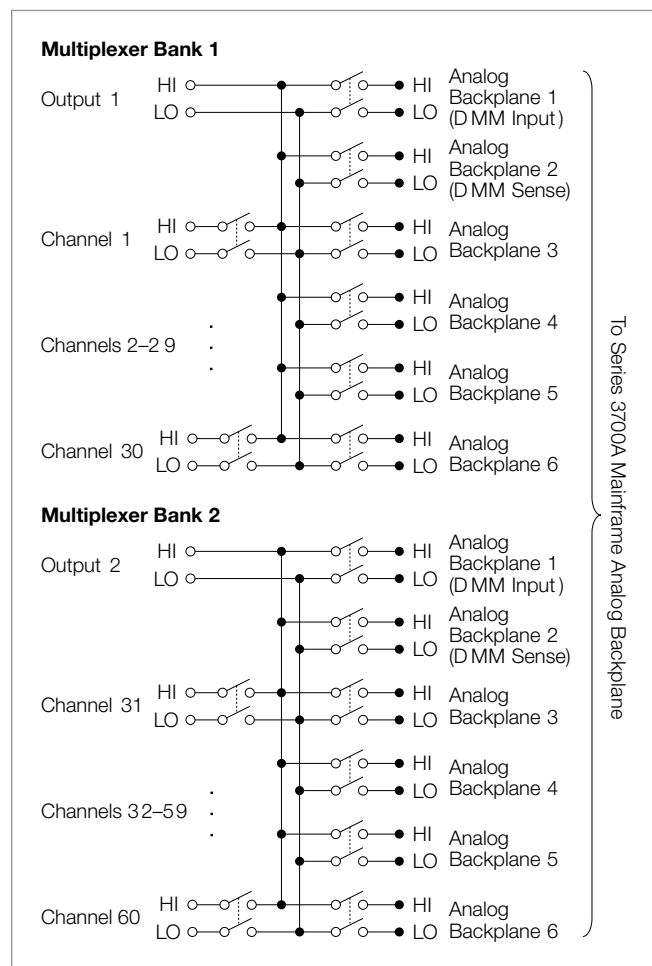 Multiplexer Bank 1
Output 1 HI HI Analog
LO LO Backplane 1
(DMM Input)
HI Analog
LO Backplane 2
(DMM Sense)
Channel 1 HI HI Analog
LO LO Backplane 3
HI Analog
LO Backplane 4
Channels 2–29
HI Analog
LO Backplane 5
Channel 30 HI HI Analog
LO LO Backplane 6
Multiplexer Bank 2
Output 2 HI HI Analog
LO LO Backplane 1
(DMM Input)
HI Analog
LO Backplane 2
(DMM Sense)
Channel 31 HI HI Analog
LO LO Backplane 3
HI Analog
LO Backplane 4
Channels 32–59
HI Analog
LO Backplane 5
Channel 60 HI HI Analog
LO LO Backplane 6
To Series 3700A Mainframe Analog Backplane